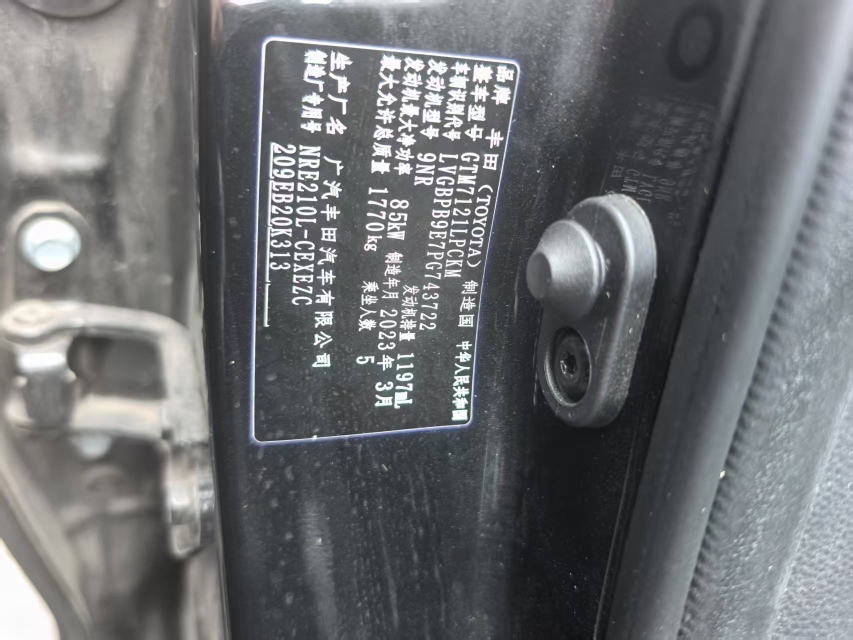 品牌 丰田(TOYOTA) 制造国 中华人民共和国
整车型号 GTM7121LPCKM
车辆识别代号 LVGBPB9E7PG743722
发动机型号 9NR 发动机排量 1197mL
发动机最大净功率 85kW 制造年月 2023年 3月
最大允许总质量 1770kg 乘坐人数 5
生产厂名 广汽丰田汽车有限公司
制造厂专用号 NRE210L-CEXEZC
209EB20K313